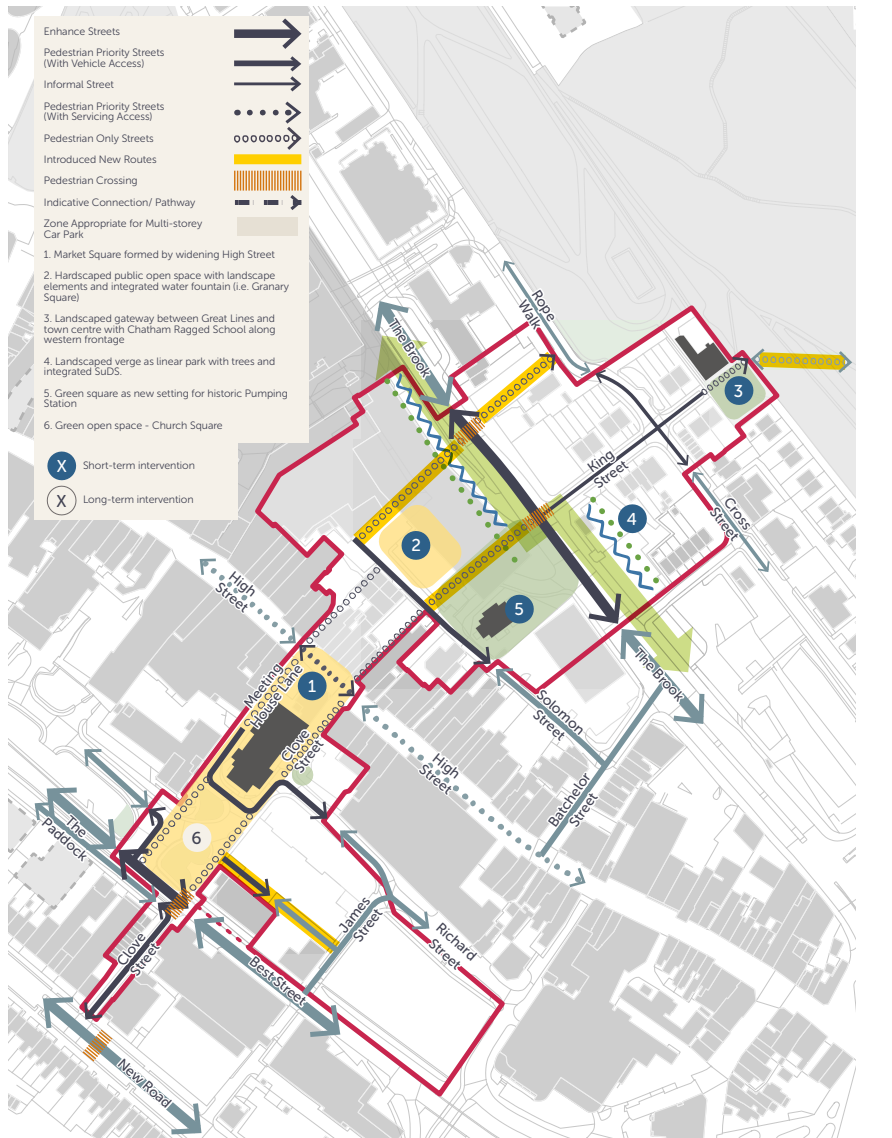 Enhance Streets
Pedestrian Priority Streets
(With Vehicle Access)
Informal Street
Pedestrian Priority Streets
(With Servicing Access)
Pedestrian Only Streets
Introduced New Routes
Pedestrian Crossing
Indicative Connection/ Pathway
Zone Appropriate for Multi-storey
Car Park
1. Market Square formed by widening High Street
2. Hardscaped public open space with landscape
elements and integrated water fountain (i.e. Granary
Square)
3. Landscaped gateway between Great Lines and
town centre with Chatham Ragged School along
western frontage
4. Landscaped verge as linear park with trees and
integrated SuDS.
5. Green square as new setting for historic Pumping
Station
6. Green open space - Church Square
X Short-term intervention
X Long-term intervention
The Brook
Rope
Walk
3
King
Street
Cross
Street
4
2
5
High
Street
The Brook
Meeting
House Lane
1
Clove
Street
Solomon
Street
High
Street
Batchelor
Street
The
Paddock
6
James
Street
Richard
Street
Clove
Street
Best Street
New Road